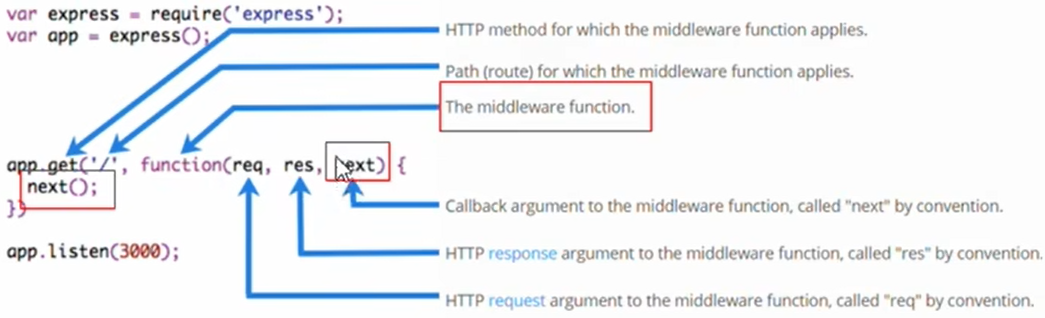 var express = require('express');
var app = express();
HTTP method for which the middleware function applies.
Path (route) for which the middleware function applies.
The middleware function.
app.get('/', function(req, res, next) {
next();
})
Callback argument to the middleware function, called "next" by convention.
app.listen(3000);
HTTP response argument to the middleware function, called "res" by convention.
HTTP request argument to the middleware function, called "req" by convention.